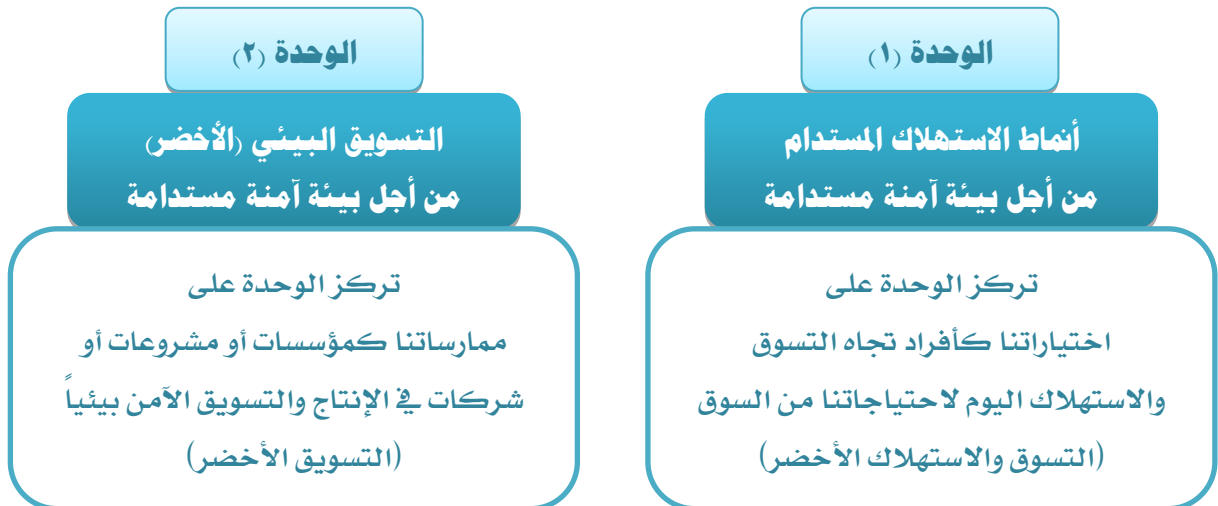 الوحدة (١)
أنماط الاستهلاك المستدام
من أجل بيئة آمنة مستدامة
تركز الوحدة على
اختياراتنا كأفراد تجاه التسوق
والاستهلاك اليوم لاحتياجاتنا من السوق
(التسوق والاستهلاك الأخضر)
الوحدة (٢)
التسويق البيئي (الأخضر)
من أجل بيئة آمنة مستدامة
تركز الوحدة على
ممارساتنا كمؤسسات أو مشروعات أو
شركات في الإنتاج والتسويق الآمن بيئياً
(التسويق الأخضر)